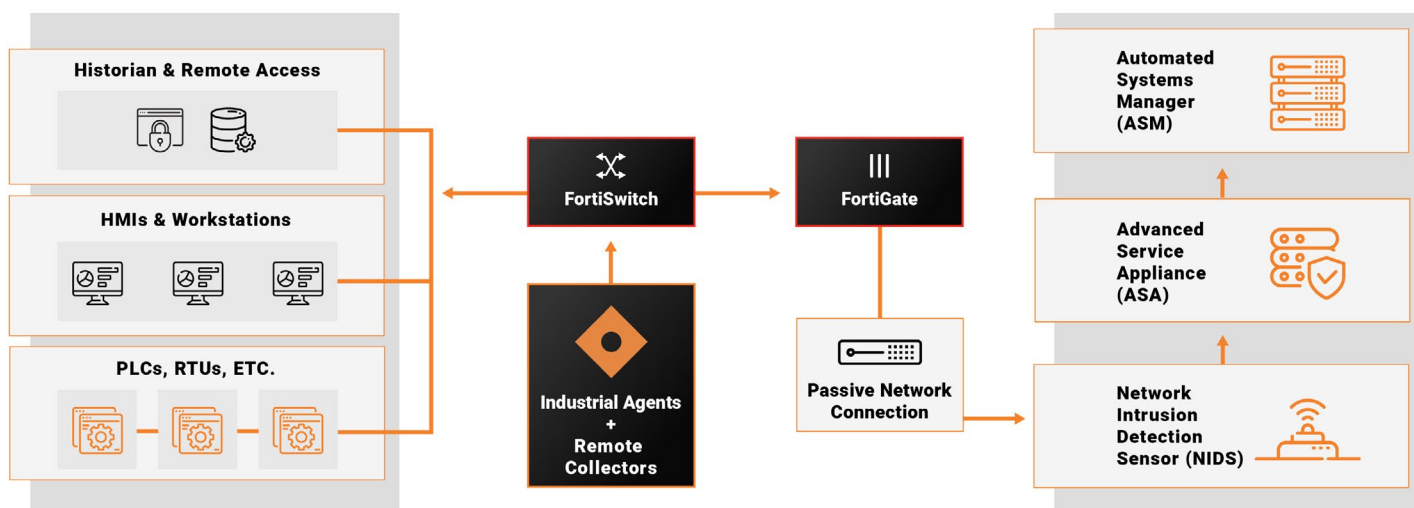 Historian & Remote Access
HMIs & Workstations
PLCs, RTUs, ETC.
FortiSwitch
Industrial Agents
+
Remote
Collectors
FortiGate
Passive Network
Connection
Automated
Systems
Manager
(ASM)
Advanced
Service
Appliance
(ASA)
Network
Intrusion
Detection
Sensor (NIDS)